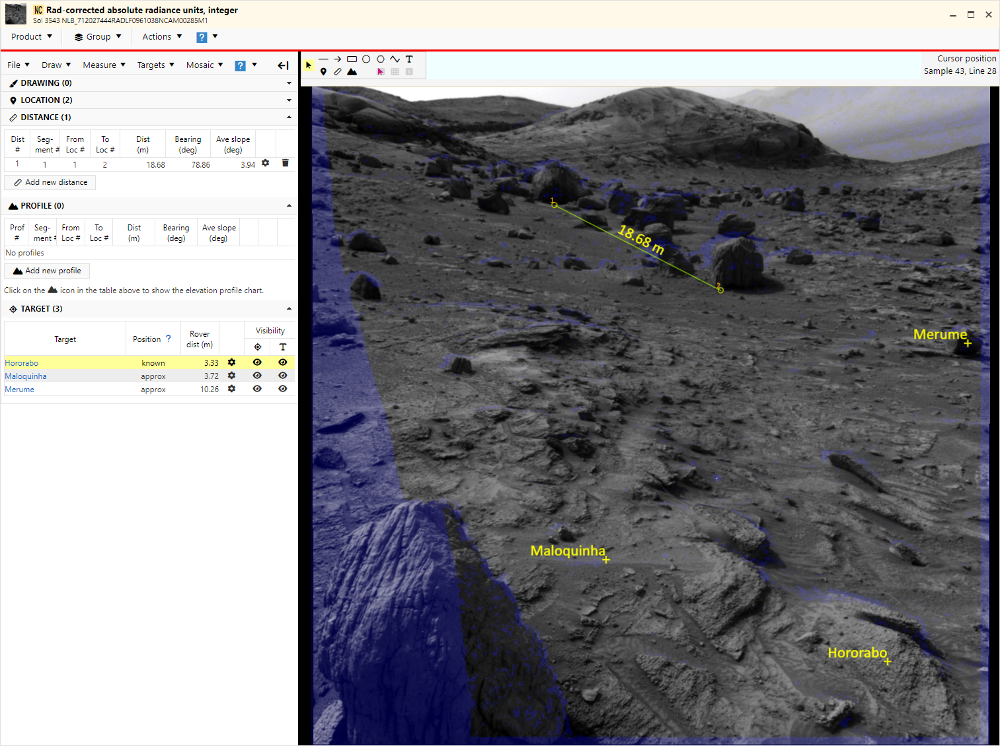 NC Rad-corrected absolute radiance units, integer
Sol 3543 NLB_712027444RADLF0961038NCAM00285M1
Product Group Actions ?
File Draw Measure Targets Mosaic ?
T
Cursor position
Sample 43, Line 28
DRAWING (0)
LOCATION (2)
DISTANCE (1)
Dist # Seg-ment # From Loc # To Loc # Dist (m) Bearing (deg) Ave slope (deg)
1 1 1 2 18.68 78.86 3.94
Add new distance
PROFILE (0)
Prof # Seg-ment # From Loc # To Loc # Dist (m) Bearing (deg) Ave slope (deg)
No profiles
Add new profile
Click on the icon in the table above to show the elevation profile chart.
TARGET (3)
Target Position ? Rover dist (m) Visibility
T
Hororabo known 3.33
Maloquinha approx 3.72
Merume approx 10.26
1
18.68 m
2
Merume
Maloquinha
Hororabo